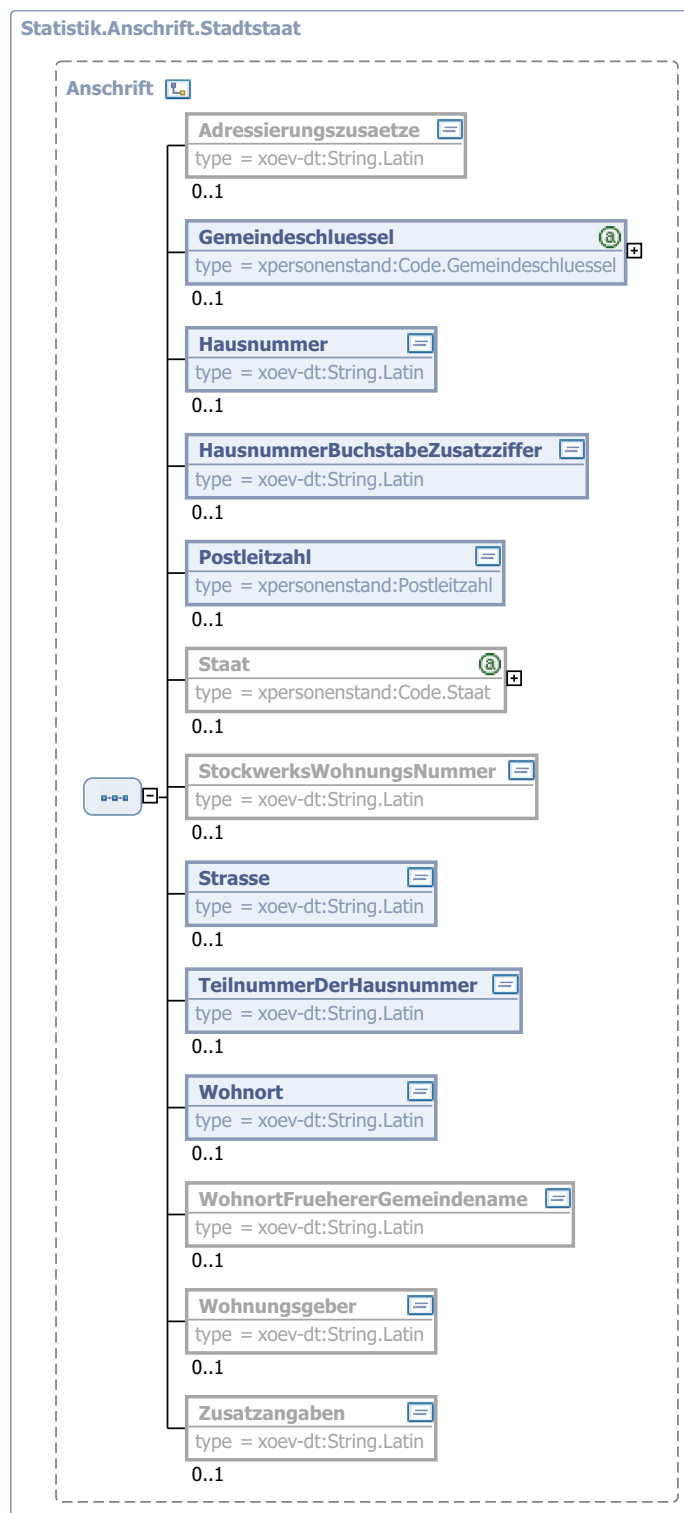 Statistik.Anschrift.Stadtstaat
Anschrift
Adressierungszusaetze
type = xoev-dt:String.Latin
0..1
Gemeindeschluessel
type = xpersonenstand:Code.Gemeindeschluessel
0..1
Hausnummer
type = xoev-dt:String.Latin
0..1
HausnummerBuchstabeZusatzziffer
type = xoev-dt:String.Latin
0..1
Postleitzahl
type = xpersonenstand:Postleitzahl
0..1
Staat
type = xpersonenstand:Code.Staat
0..1
StockwerksWohnungsNummer
type = xoev-dt:String.Latin
0..1
Strasse
type = xoev-dt:String.Latin
0..1
TeilnummerDerHausnummer
type = xoev-dt:String.Latin
0..1
Wohnort
type = xoev-dt:String.Latin
0..1
WohnortFruehererGemeindename
type = xoev-dt:String.Latin
0..1
Wohnungsgeber
type = xoev-dt:String.Latin
0..1
Zusatzangaben
type = xoev-dt:String.Latin
0..1